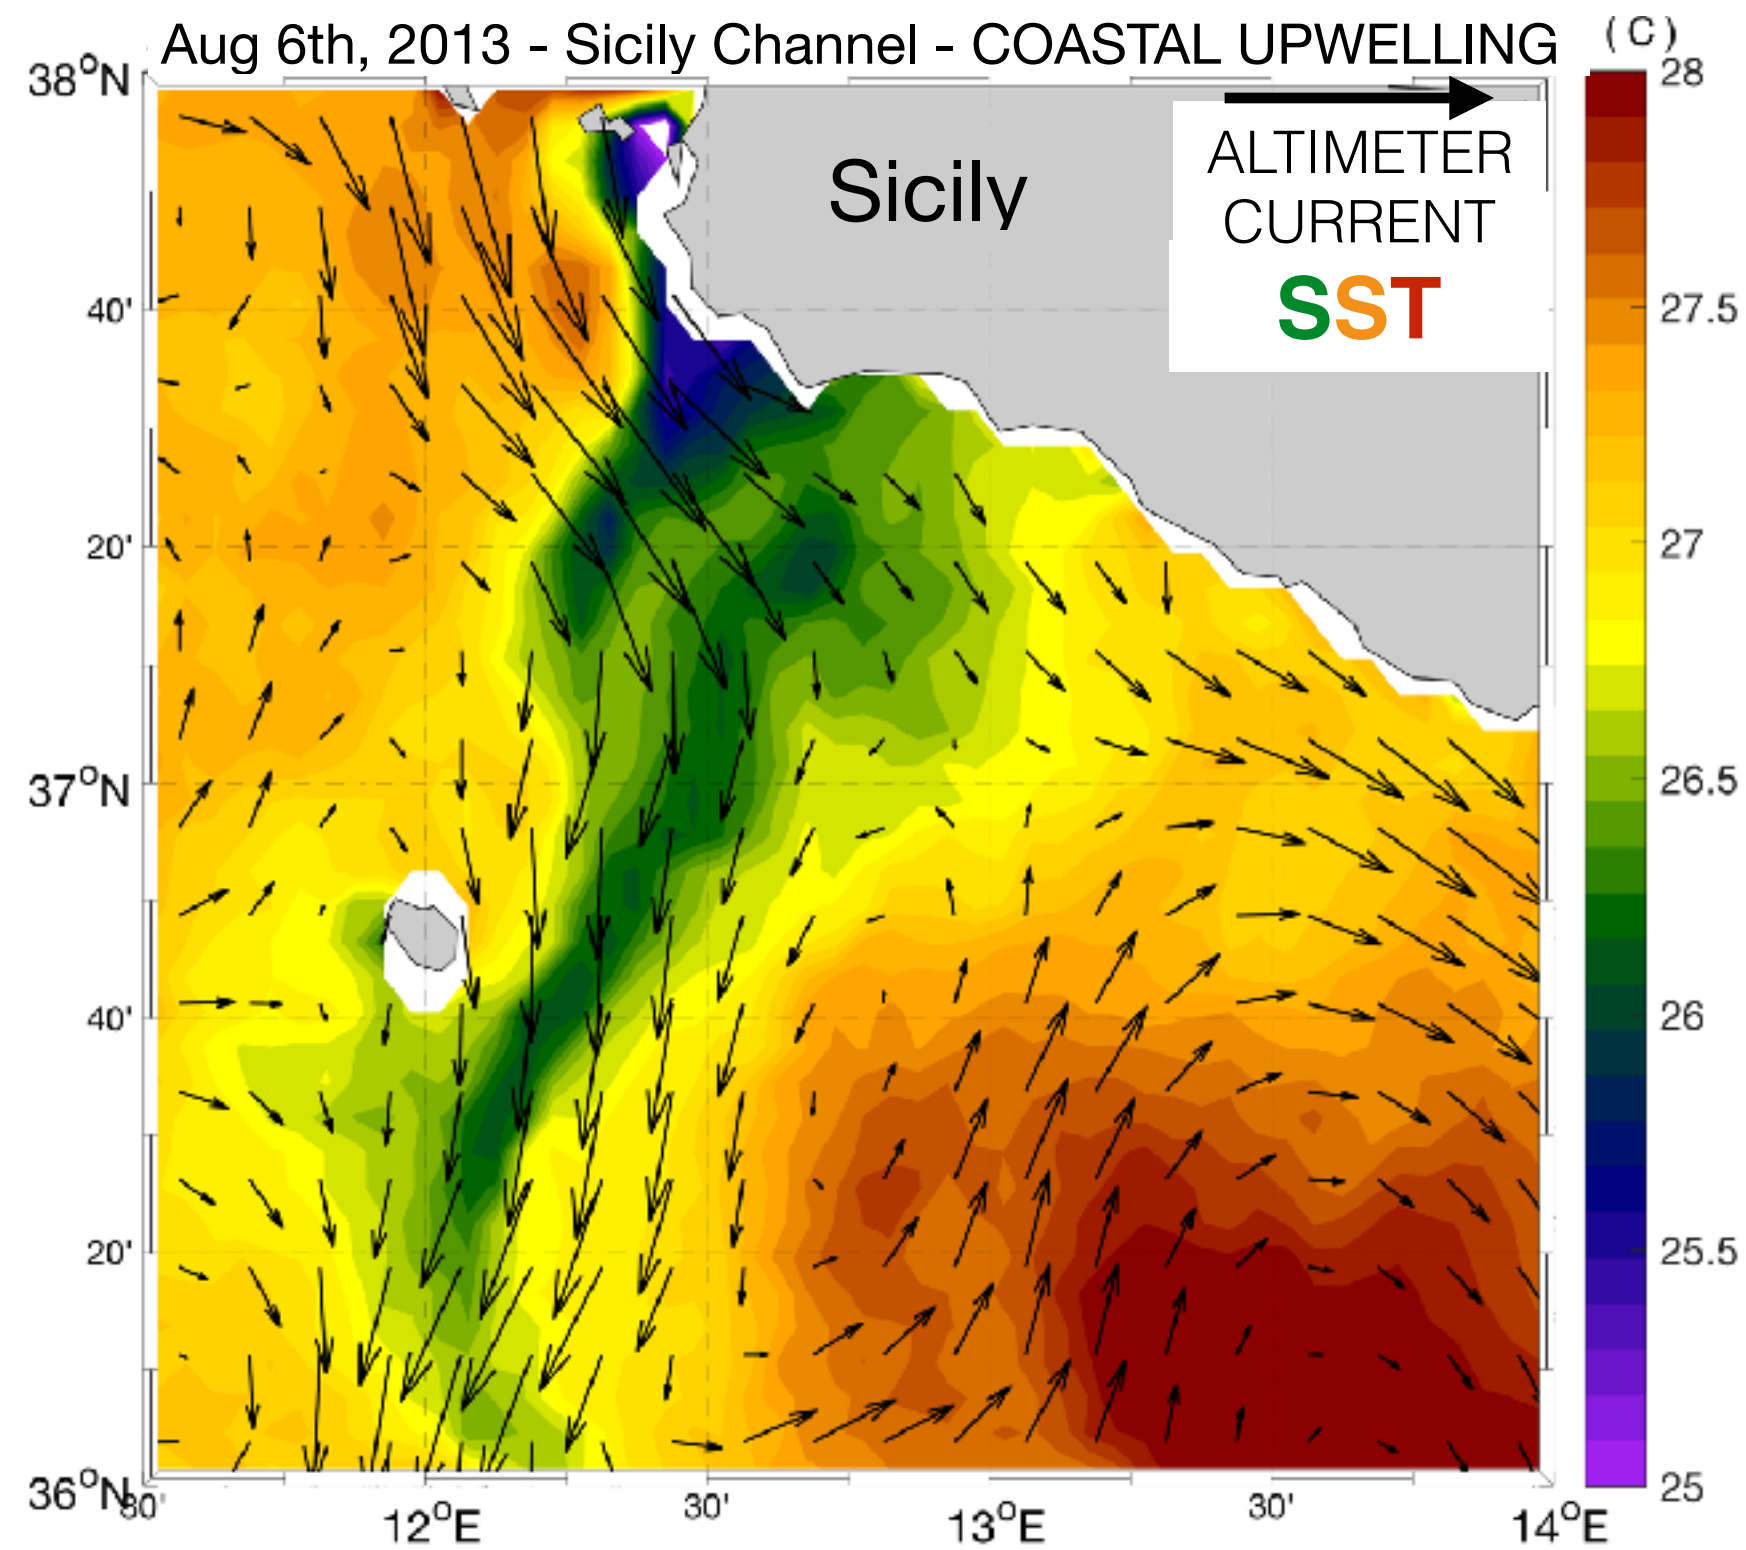 Aug 6th, 2013 - Sicily Channel - COASTAL UPWELLING
(C)
38°N
28
ALTIMETER
CURRENT
SST
Sicily
40'
27.5
20'
27
37°N
26.5
40'
26
20'
25.5
36°N
25
30'
12°E
30'
13°E
30'
14°E